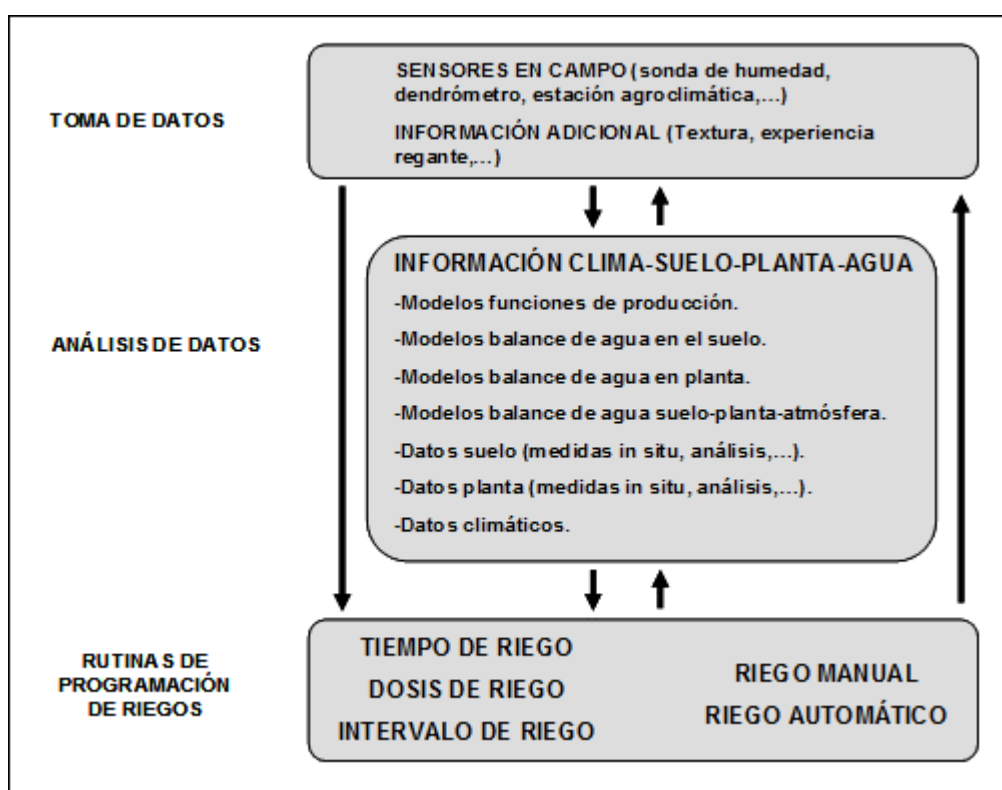 TOMA DE DATOS
SENSORES EN CAMPO (sonda de humedad,
dendrómetro, estación agroclimática,...)
INFORMACIÓN ADICIONAL (Textura, experiencia
regante,...)
ANÁLISIS DE DATOS
INFORMACIÓN CLIMA-SUELO-PLANTA-AGUA
-Modelos funciones de producción.
-Modelos balance de agua en el suelo.
-Modelos balance de agua en planta.
-Modelos balance de agua suelo-planta-atmósfera.
-Datos suelo (medidas in situ, análisis,...).
-Datos planta (medidas in situ, análisis,...).
-Datos climáticos.
RUTINAS DE
PROGRAMACIÓN
DE RIEGOS
TIEMPO DE RIEGO
DOSIS DE RIEGO
INTERVALO DE RIEGO
RIEGO MANUAL
RIEGO AUTOMÁTICO